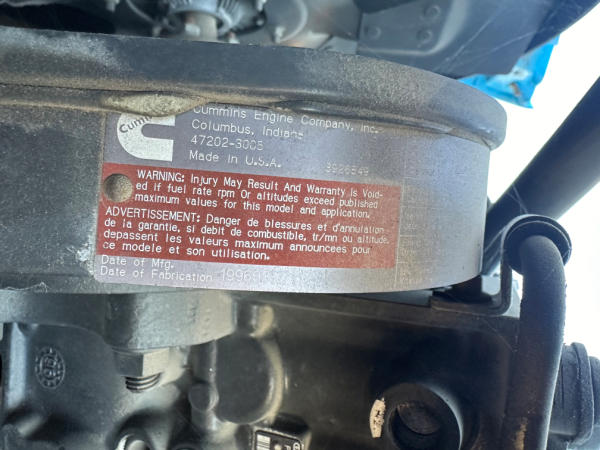 Cummins
Cummins Engine Company, Inc.
Columbus, Indiana
47202-3005
Made in U.S.A. 3926849
WARNING: Injury May Result And Warranty Is Void-
ed if fuel rate rpm Or altitudes exceed published
maximum values for this model and application.
ADVERTISSEMENT: Danger de blessures et d'annulation
de la garantie, si debit de combustible, tr/mn ou altitude,
depassent les valeurs maximum announcees pour
ce modele et son utilisation.
Date of Mfg.
Date of Fabrication